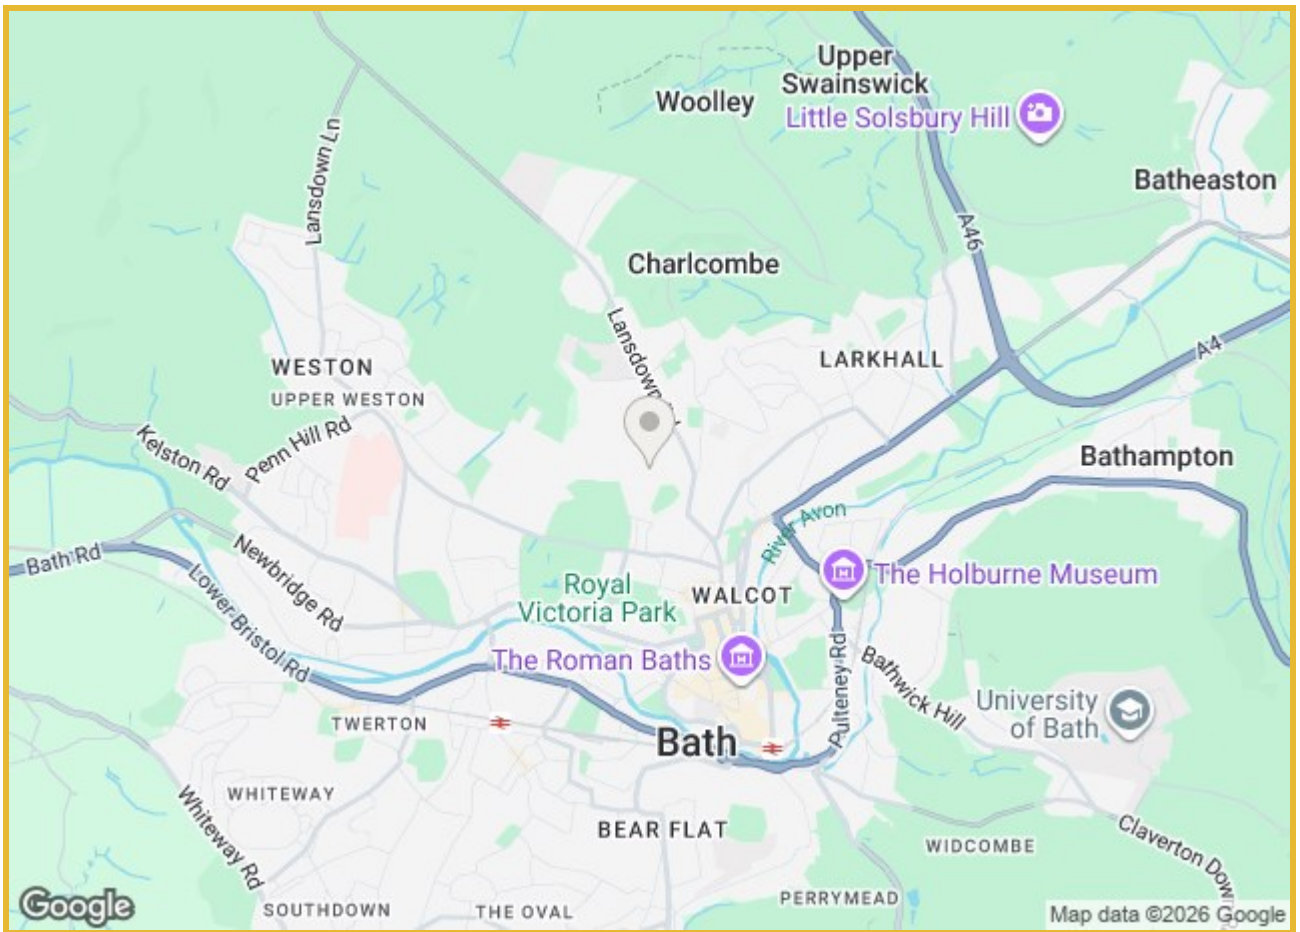 Upper
Swainswick
Woolley
Little Solsbury Hill
Batheaston
Lansdown Ln
A46
Charlcombe
Lansdown
LARKHALL
A4
WESTON
UPPER WESTON
Kelston Rd
Penn Hill Rd
Bathampton
River Avon
Bath Rd
Newbridge Rd
Lower Bristol Rd
Royal
Victoria Park
WALCOT
The Holburne Museum
The Roman Baths
Pulteney Rd
Bathwick Hill
University
of Bath
TWERTON
Bath
WHITEWAY
Whiteway Rd
BEAR FLAT
WIDCOMBE
Claverton Down
PERRYMEAD
SOUTHDOWN
THE OVAL
Google
Map data ©2026 Google